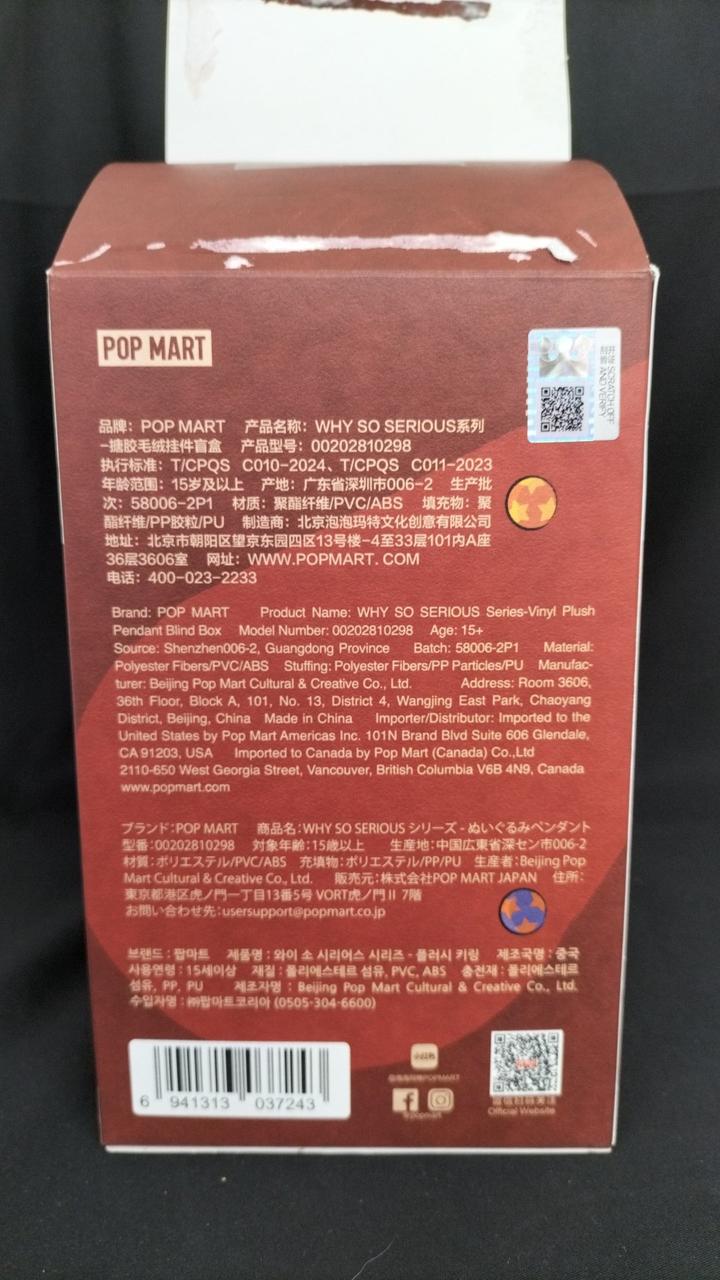 POP MART
SCRATCH OFF
AND VERIFY
品牌：POP MART 产品名称：WHY SO SERIOUS系列
-搪胶毛绒挂件盲盒 产品型号：00202810298
执行标准：T/CPQS C010-2024、T/CPQS C011-2023
年龄范围：15岁及以上 产地：广东省深圳市006-2 生产批
次：58006-2P1 材质：聚酯纤维/PVC/ABS 填充物：聚
酯纤维/PP胶粒/PU 制造商：北京泡泡玛特文化创意有限公司
地址：北京市朝阳区望京东园四区13号楼-4至33层101内A座
36层3606室 网址：WWW.POPMART.COM
电话：400-023-2233
Brand: POP MART Product Name: WHY SO SERIOUS Series-Vinyl Plush
Pendant Blind Box Model Number: 00202810298 Age: 15+
Source: Shenzhen006-2, Guangdong Province Batch: 58006-2P1 Material:
Polyester Fibers/PVC/ABS Stuffing: Polyester Fibers/PP Particles/PU Manufac-
turer: Beijing Pop Mart Cultural & Creative Co., Ltd. Address: Room 3606,
36th Floor, Block A, 101, No. 13, District 4, Wangjing East Park, Chaoyang
District, Beijing, China Made in China Importer/Distributor: Imported to the
United States by Pop Mart Americas Inc. 101N Brand Blvd Suite 606 Glendale,
CA 91203, USA Imported to Canada by Pop Mart (Canada) Co.,Ltd
2110-650 West Georgia Street, Vancouver, British Columbia V6B 4N9, Canada
www.popmart.com
ブランド：POP MART 商品名：WHY SO SERIOUS シリーズ - ぬいぐるみペンダント
型番：00202810298 対象年齢：15歳以上 生産地：中国広東省深セン市006-2
材質：ポリエステル/PVC/ABS 充填物：ポリエステル/PP/PU 生産者：Beijing Pop
Mart Cultural & Creative Co., Ltd. 販売元：株式会社POP MART JAPAN 住所：
東京都港区虎ノ門一丁目13番5号 VORT虎ノ門Ⅱ 7階
お問い合わせ先：usersupport@popmart.co.jp
브랜드 : 팝마트 제품명 : 와이 소 시리어스 시리즈 - 플러시 키링 제조국명 : 중국
사용연령 : 15세이상 재질 : 폴리에스테르 섬유, PVC, ABS 충전재 : 폴리에스테르
섬유, PP, PU 제조자명 : Beijing Pop Mart Cultural & Creative Co., Ltd.
수입자명 : ㈜팝마트코리아 (0505-304-6600)
6 941313 037243
小红书
@popmart
Official Website